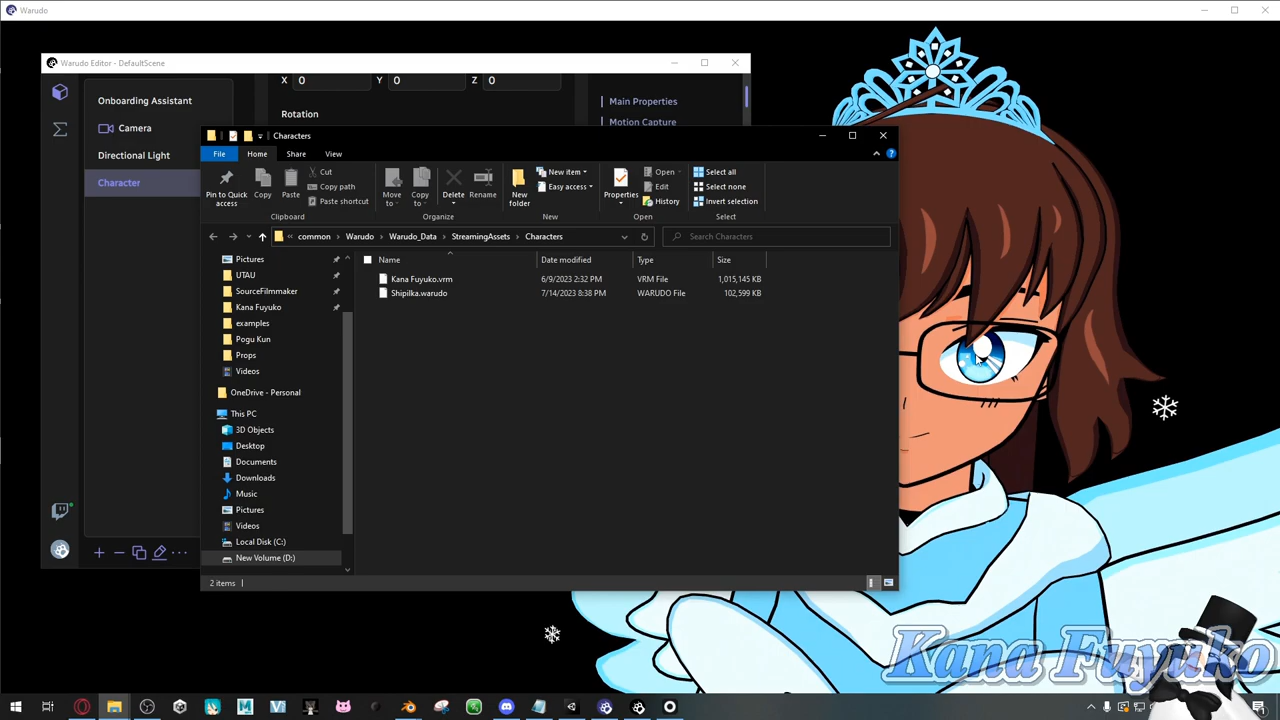 Warudo
Warudo Editor - DefaultScene
X 0 Y 0 Z 0
Rotation
Onboarding Assistant
Camera
Directional Light
Character
Main Properties
Motion Capture
Characters
File Home Share View
Pin to Quick access
Copy
Paste
Cut
Copy path
Paste shortcut
Clipboard
Move to
Copy to
Delete
Rename
Organize
New folder
New item
Easy access
New
Properties
Open
Edit
History
Open
Select all
Select none
Invert selection
Select
« common > Warudo > Warudo_Data > StreamingAssets > Characters
Search Characters
Name Date modified Type Size
Kana Fuyuko.vrm 6/9/2023 2:32 PM VRM File 1,015,145 KB
Shipilka.warudo 7/14/2023 8:38 PM WARUDO File 102,599 KB
Pictures
UTAU
SourceFilmmaker
Kana Fuyuko
examples
Pogu Kun
Props
Videos
OneDrive - Personal
This PC
3D Objects
Desktop
Documents
Downloads
Music
Pictures
Videos
Local Disk (C:)
New Volume (D:)
2 items
Kana Fuyuko